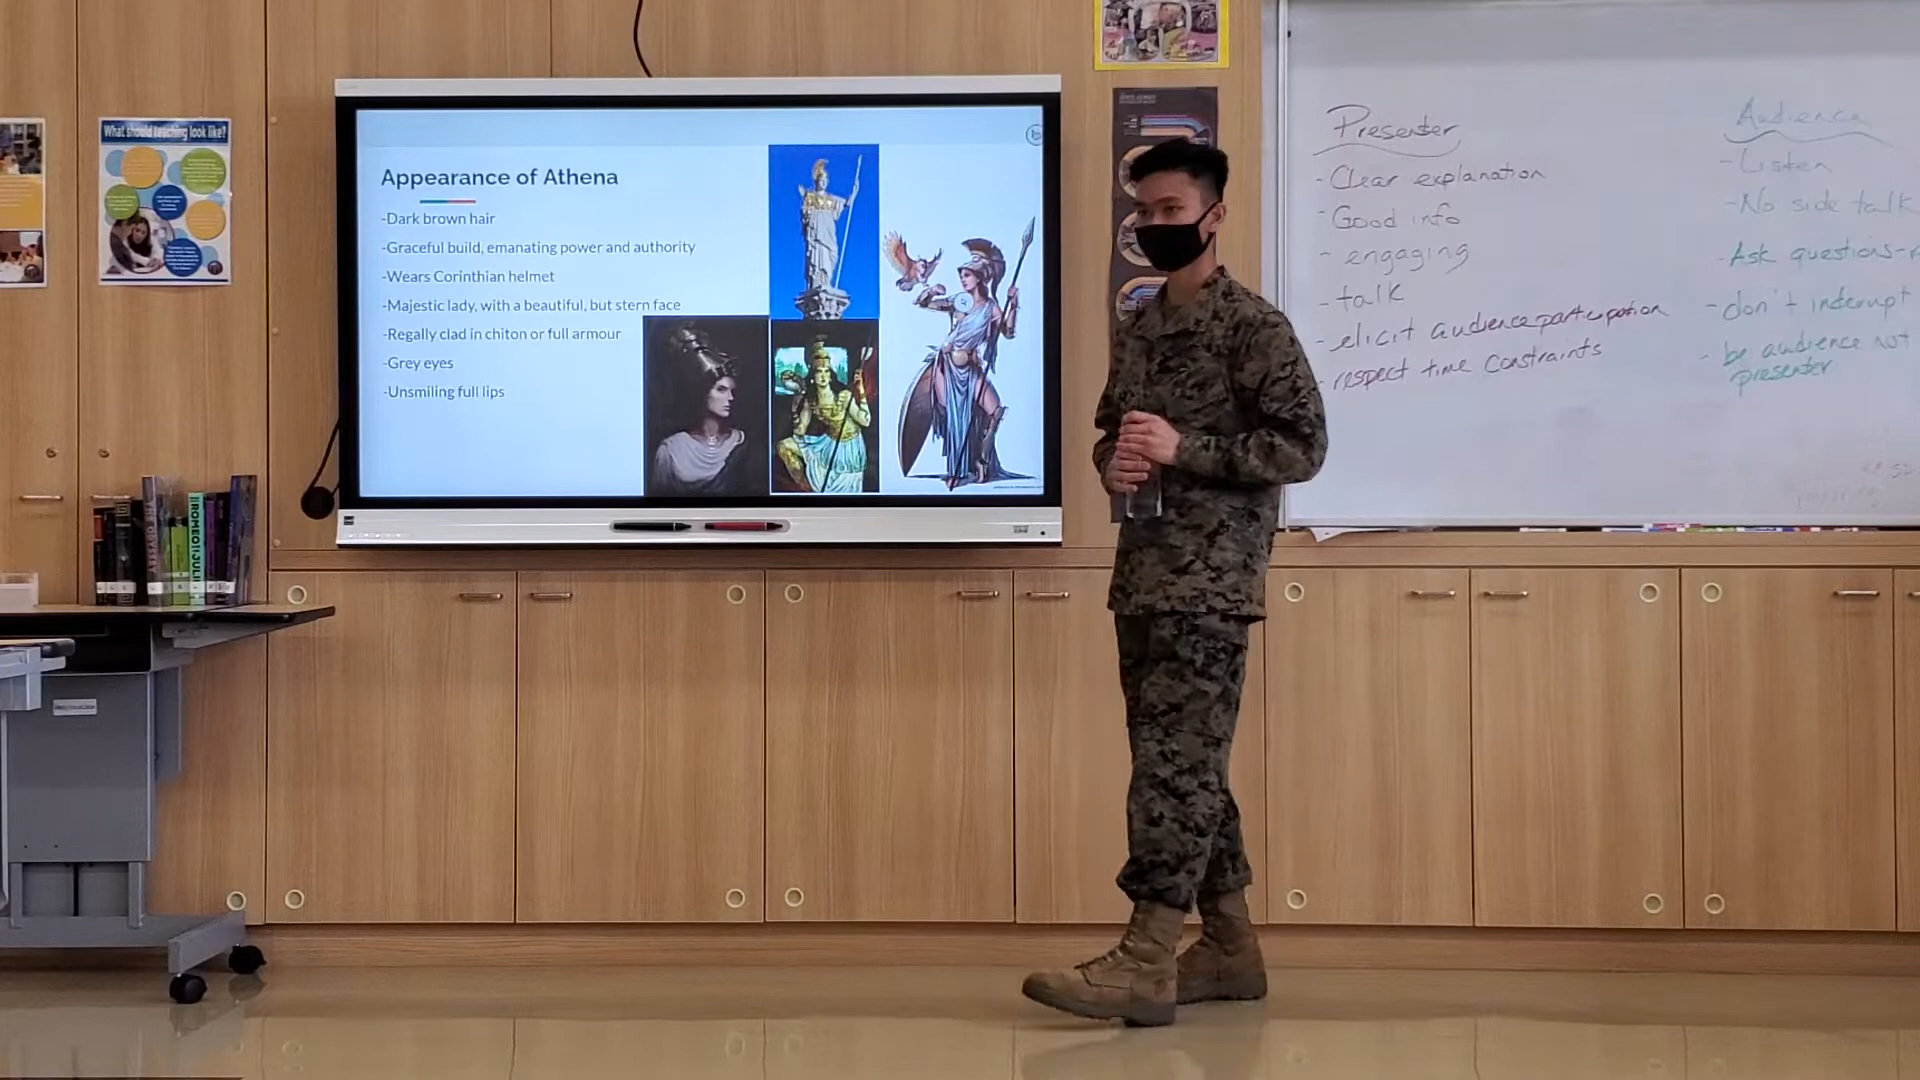 What should teaching look like?
Appearance of Athena
-Dark brown hair
-Graceful build, emanating power and authority
-Wears Corinthian helmet
-Majestic lady, with a beautiful, but stern face
-Regally clad in chiton or full armour
-Grey eyes
-Unsmiling full lips
Presenter
- Clear explanation
- Good info
- engaging
- talk
- elicit audience participation
- respect time constraints
Audience
- Listen
- No side talk
- Ask questions-
- don't inderupt
- be audience not
presenter
THE ODYSSEY